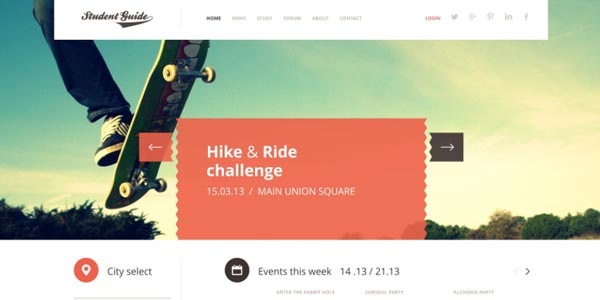 Student Guide
HOME NEWS STUDY FORUM ABOUT CONTACT LOGIN
Hike & Ride
challenge
15.03.13 / MAIN UNION SQUARE
City select
Events this week 14 .13 / 21.13
ENTER THE RABBIT HOLE SUBSOUL PARTY ALCHEMIA PARTY